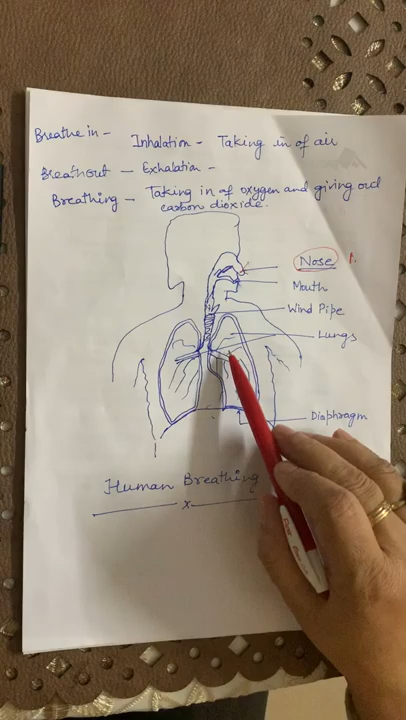 Breathe in - Inhalation - Taking in of air
Breathout - Exhalation -
Breathing - Taking in of oxygen and giving out
carbon dioxide.
Nose 1.
Mouth
Wind Pipe
Lungs
Diaphragm
Human Breathing
x